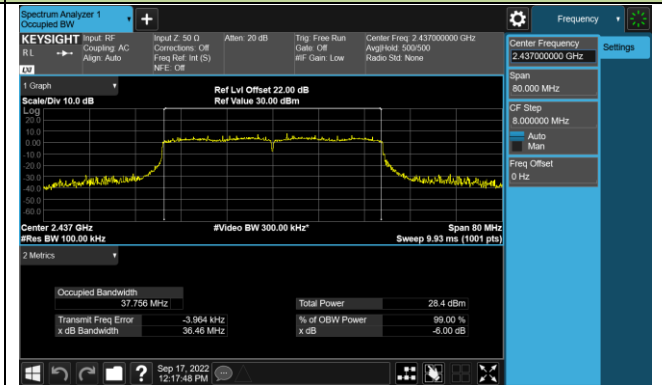 Spectrum Analyzer 1
Occupied BW
Frequency
KEYSIGHT
Input: RF
Coupling: AC
Align: Auto
Input Z: 50 Ω
Corrections: Off
Freq Ref: Int (S)
NFE: Off
Atten: 20 dB
Trig: Free Run
Gate: Off
#IF Gain: Low
Center Freq: 2.437000000 GHz
Avg|Hold: 500/500
Radio Std: None
RL
LXI
Center Frequency
2.437000000 GHz
Settings
Span
80.000 MHz
CF Step
8.000000 MHz
Auto
Man
Freq Offset
0 Hz
1 Graph
Scale/Div 10.0 dB
Ref Lvl Offset 22.00 dB
Ref Value 30.00 dBm
Log
20.0
10.0
0.00
-10.0
-20.0
-30.0
-40.0
-50.0
-60.0
Center 2.437 GHz
#Res BW 100.00 kHz
#Video BW 300.00 kHz*
Span 80 MHz
Sweep 9.93 ms (1001 pts)
2 Metrics
Occupied Bandwidth
37.756 MHz
Transmit Freq Error -3.964 kHz
x dB Bandwidth 36.46 MHz
Total Power 28.4 dBm
% of OBW Power 99.00 %
x dB -6.00 dB
Sep 17, 2022
12:17:48 PM